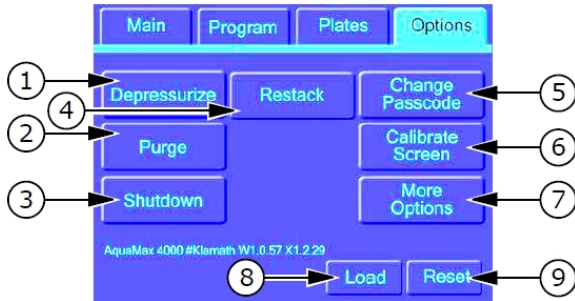 Main Program Plates Options
1 Depressurize 4 Restack Change Passcode 5
2 Purge Calibrate Screen 6
3 Shutdown More Options 7
AquaMax 4000 #Klamath W1.0.57 X1.2.29
8 Load Reset 9